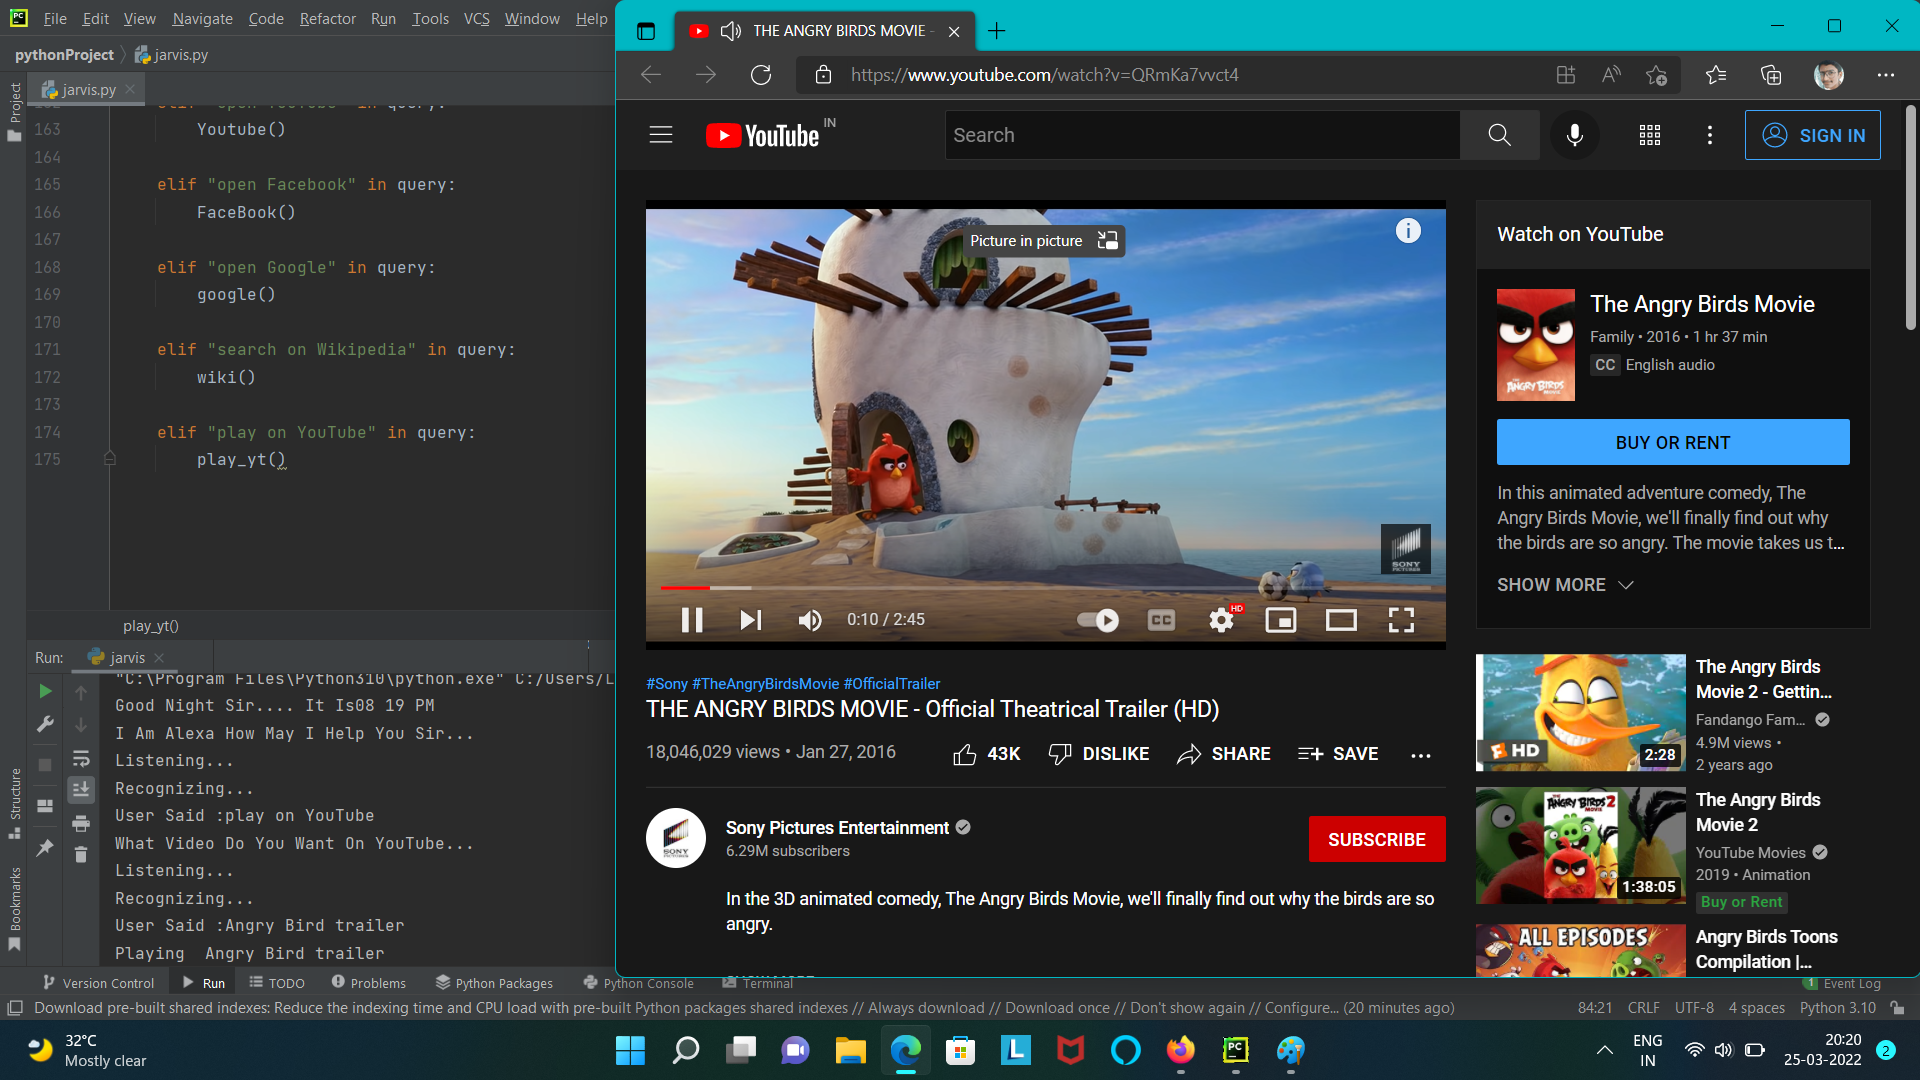 File Edit View Navigate Code Refactor Run Tools VCS Window Help
pythonProject jarvis.py
jarvis.py
Project
163 Youtube()
164
165 elif "open Facebook" in query:
166 FaceBook()
167
168 elif "open Google" in query:
169 google()
170
171 elif "search on Wikipedia" in query:
172 wiki()
173
174 elif "play on YouTube" in query:
175 play_yt()
play_yt()
Run: jarvis
"C:\Program Files\Python310\python.exe" C:/Users/L
Good Night Sir.... It Is08 19 PM
I Am Alexa How May I Help You Sir...
Listening...
Recognizing...
User Said :play on YouTube
What Video Do You Want On YouTube...
Listening...
Recognizing...
User Said :Angry Bird trailer
Playing  Angry Bird trailer
Structure
Bookmarks
THE ANGRY BIRDS MOVIE -
https://www.youtube.com/watch?v=QRmKa7vvct4
YouTube IN
Search
SIGN IN
Picture in picture
SONY
PICTURES
0:10 / 2:45
CC
HD
#Sony #TheAngryBirdsMovie #OfficialTrailer
THE ANGRY BIRDS MOVIE - Official Theatrical Trailer (HD)
18,046,029 views • Jan 27, 2016
43K DISLIKE SHARE SAVE
SONY
PICTURES
Sony Pictures Entertainment
6.29M subscribers
SUBSCRIBE
In the 3D animated comedy, The Angry Birds Movie, we'll finally find out why the birds are so
angry.
SHOW MORE
Watch on YouTube
THE
ANGRY BIRDS
MOVIE
The Angry Birds Movie
Family • 2016 • 1 hr 37 min
CC English audio
BUY OR RENT
In this animated adventure comedy, The
Angry Birds Movie, we'll finally find out why
the birds are so angry. The movie takes us t...
SHOW MORE
F HD
2:28
The Angry Birds
Movie 2 - Gettin...
Fandango Fam...
4.9M views •
2 years ago
THE
ANGRY BIRDS
MOVIE 2
1:38:05
The Angry Birds
Movie 2
YouTube Movies
2019 • Animation
Buy or Rent
ALL EPISODES
Angry Birds Toons
Compilation |...
Version Control Run TODO Problems Python Packages Python Console Terminal 1 Event Log
Download pre-built shared indexes: Reduce the indexing time and CPU load with pre-built Python packages shared indexes // Always download // Download once // Don't show again // Configure... (20 minutes ago) 84:21 CRLF UTF-8 4 spaces Python 3.10
32°C
Mostly clear
L
PC
ENG
IN
20:20
25-03-2022
2